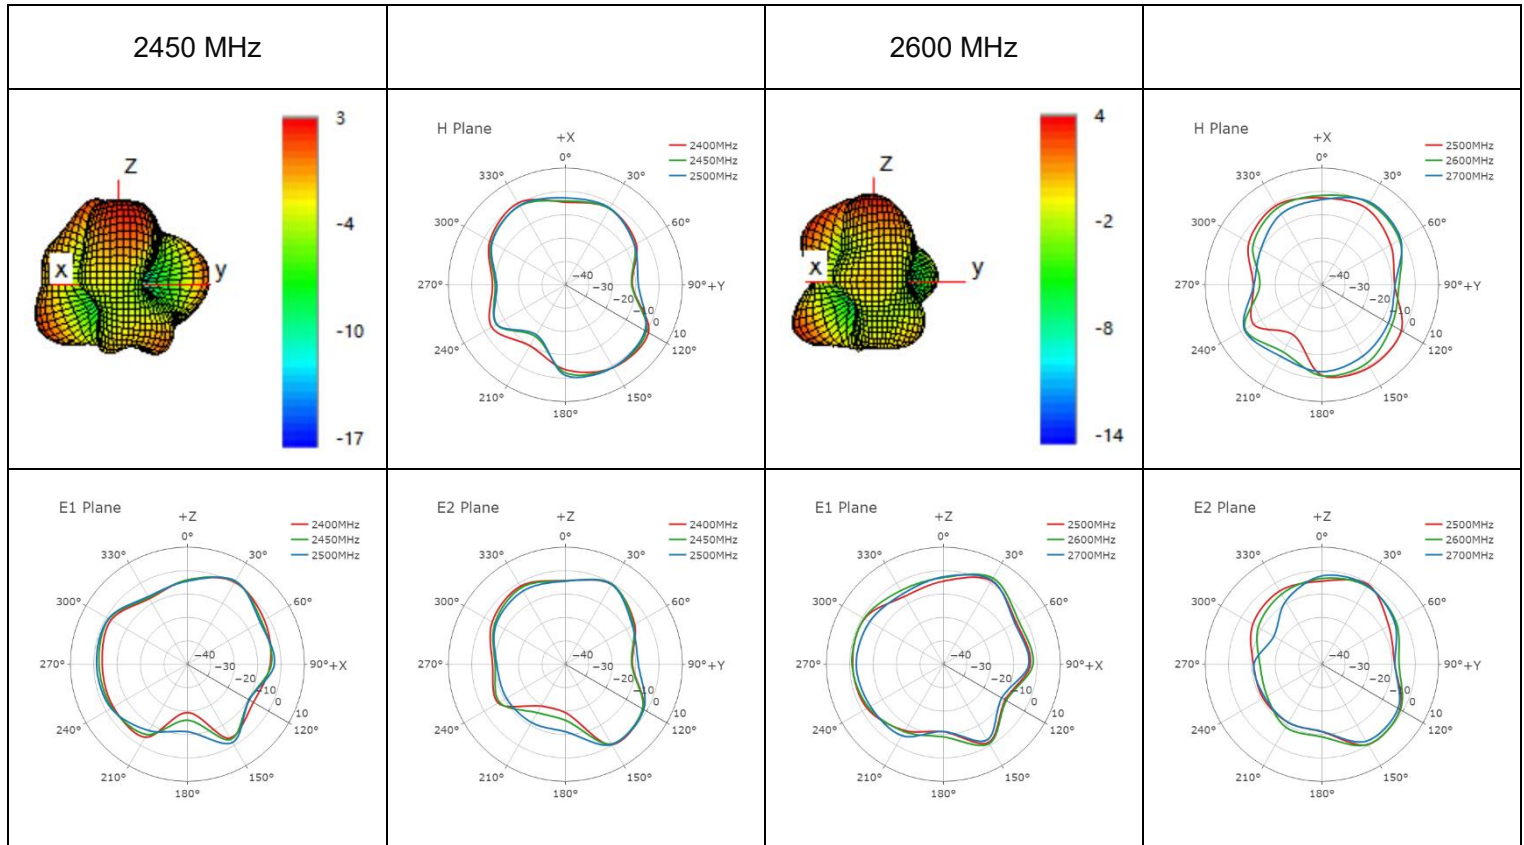 2450 MHz
2600 MHz
3
-4
-10
-17
Z
x
y
H Plane
+X
0°
2400MHz
2450MHz
2500MHz
330°
30°
300°
60°
270°
90°+Y
240°
120°
210°
150°
180°
−40
−30
−20
−10
0
10
4
-2
-8
-14
Z
x
y
H Plane
+X
0°
2500MHz
2600MHz
2700MHz
330°
30°
300°
60°
270°
90°+Y
240°
120°
210°
150°
180°
−40
−30
−20
−10
0
10
E1 Plane
+Z
0°
2400MHz
2450MHz
2500MHz
330°
30°
300°
60°
270°
90°+X
240°
120°
210°
150°
180°
−40
−30
−20
−10
0
10
E2 Plane
+Z
0°
2400MHz
2450MHz
2500MHz
330°
30°
300°
60°
270°
90°+Y
240°
120°
210°
150°
180°
−40
−30
−20
−10
0
10
E1 Plane
+Z
0°
2500MHz
2600MHz
2700MHz
330°
30°
300°
60°
270°
90°+X
240°
120°
210°
150°
180°
−40
−30
−20
−10
0
10
E2 Plane
+Z
0°
2500MHz
2600MHz
2700MHz
330°
30°
300°
60°
270°
90°+Y
240°
120°
210°
150°
180°
−40
−30
−20
−10
0
10